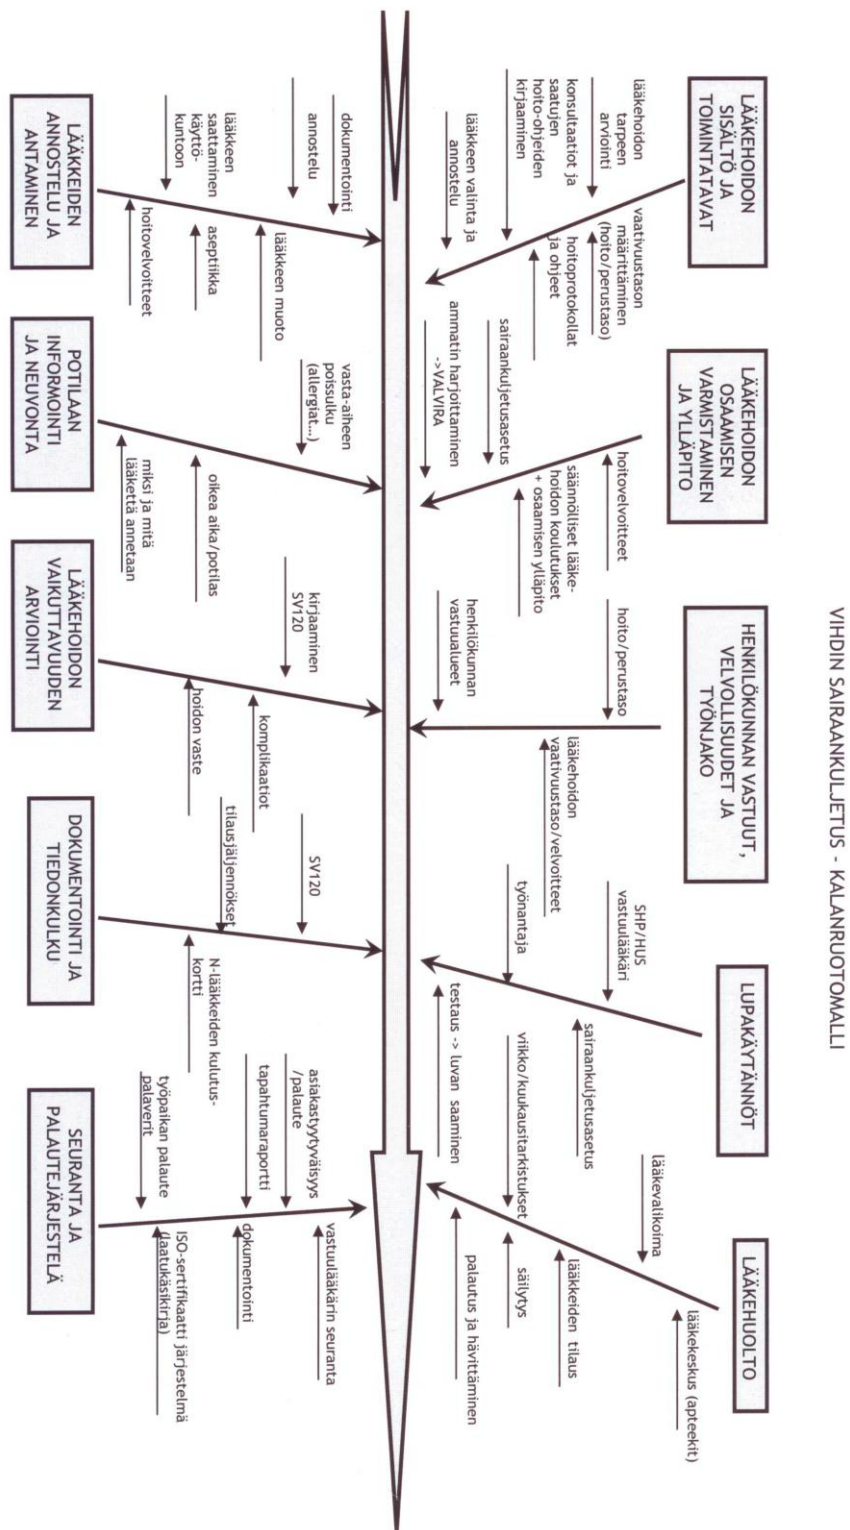 VIHDIN SAIRAANKULJETUS - KALANRUOTOMALLI
LÄÄKEHOIDON
SISÄLTÖ JA
TOIMINTATAVAT
lääkehoidon
tarpeen
arviointi
vaativuustason
määrittäminen
(hoito/perustaso)
konsultaatiot ja
saatujen
hoito-ohjeiden
kirjaaminen
hoitoprotokollat
ja ohjeet
lääkkeen valinta ja
annostelu
LÄÄKEHOIDON
OSAAMISEN
VARMISTAMINEN
JA YLLÄPITO
hoitovelvoitteet
säännölliset lääke-
hoidon koulutukset
+ osaamisen ylläpito
sairaankuljetusasetus
ammatin harjoittaminen
->VALVIRA
HENKILÖKUNNAN VASTUUT,
VELVOLLISUUDET JA
TYÖNJAKO
hoito/perustaso
lääkehoidon
vaativuustaso/velvoitteet
henkilökunnan
vastuualueet
LUPAKÄYTÄNNÖT
SHP/HUS
vastuulääkäri
sairaankuljetusasetus
työnantaja
testaus -> luvan saaminen
LÄÄKEHUOLTO
lääkekeskus (apteekit)
lääkevalikoima
lääkkeiden tilaus
säilytys
viikko/kuukausitarkistukset
palautus ja hävittäminen
LÄÄKKEIDEN
ANNOSTELU JA
ANTAMINEN
dokumentointi
annostelu
lääkkeen muoto
lääkkeen
saattaminen
käyttö-
kuntoon
aseptiikka
hoitovelvoitteet
POTILAAN
INFORMOINTI
JA NEUVONTA
vasta-aiheen
poissulku
(allergiat...)
oikea aika/potilas
miksi ja mitä
lääkettä annetaan
LÄÄKEHOIDON
VAIKUTTAVUUDEN
ARVIOINTI
kirjaaminen
SV120
komplikaatiot
hoidon vaste
DOKUMENTOINTI JA
TIEDONKULKU
SV120
tilausjäljennökset
N-lääkkeiden kulutus-
kortti
SEURANTA JA
PALAUTEJÄRJESTELÄ
vastuulääkärin seuranta
asiakastyytyväisyys
/palaute
tapahtumaraportti
dokumentointi
työpaikan palaute
palaverit
ISO-sertifikaatti järjestelmä
(laatukäsikirja)